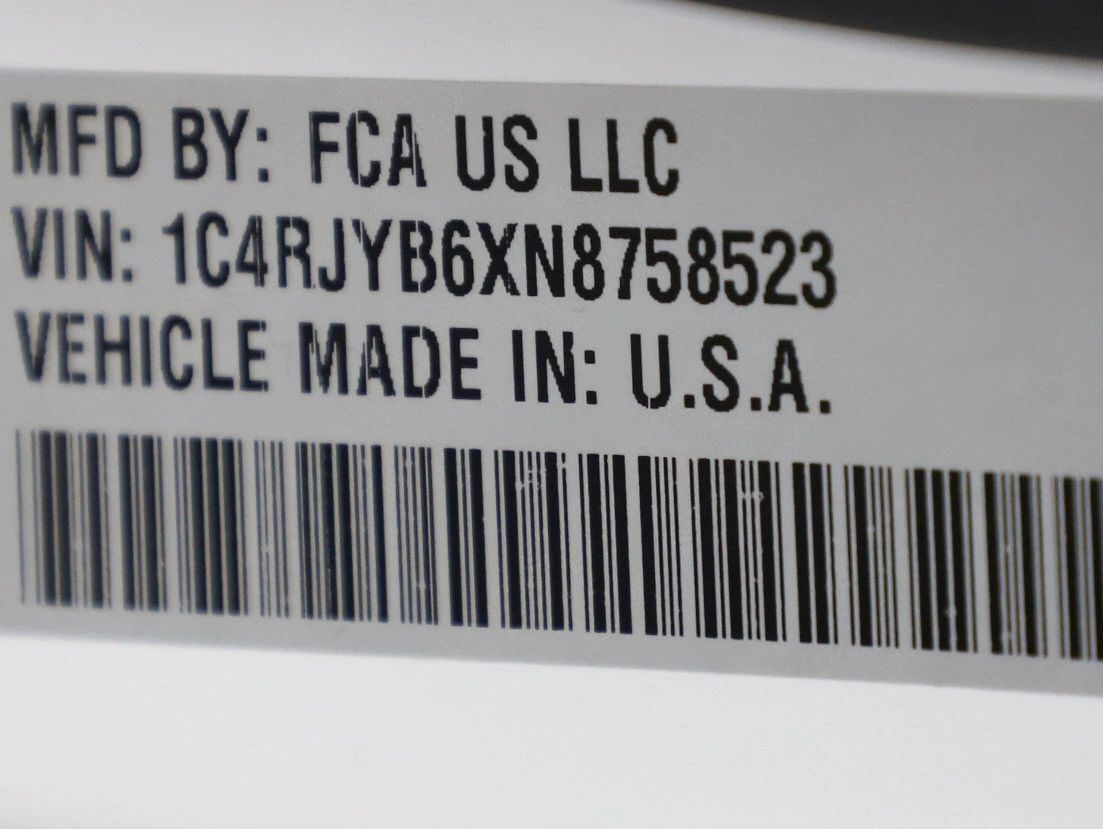 MFD BY: FCA US LLC
VIN: 1C4RJYB6XN8758523
VEHICLE MADE IN: U.S.A.